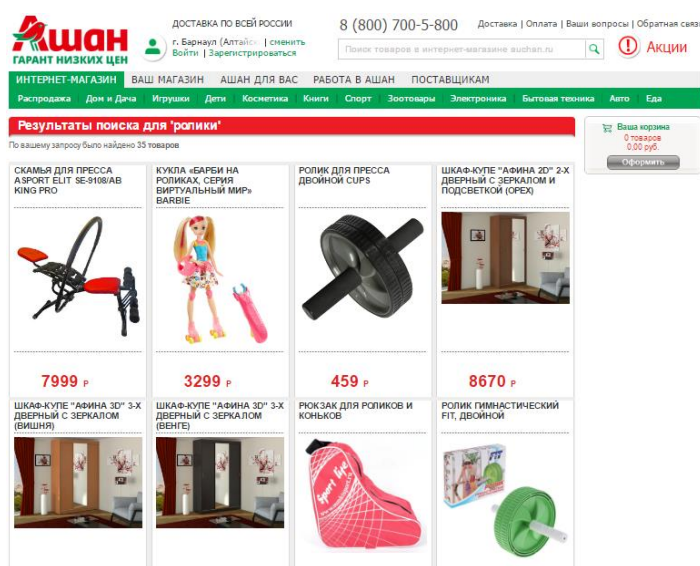 Ашан
ГАРАНТ НИЗКИХ ЦЕН
ДОСТАВКА ПО ВСЕЙ РОССИИ
г. Барнаул (Алтайс | сменить
Войти | Зарегистрироваться
8 (800) 700-5-800
Доставка | Оплата | Ваши вопросы | Обратная связ
Поиск товаров в интернет-магазине auchan.ru
Акции
ИНТЕРНЕТ-МАГАЗИН ВАШ МАГАЗИН АШАН ДЛЯ ВАС РАБОТА В АШАН ПОСТАВЩИКАМ
Распродажа Дом и Дача Игрушки Дети Косметика Книги Спорт Зоотовары Электроника Бытовая техника Авто Еда
Результаты поиска для 'ролики'
По вашему запросу было найдено 35 товаров
Ваша корзина
0 товаров
0,00 руб.
Оформить
СКАМЬЯ ДЛЯ ПРЕССА
ASPORT ELIT SE-9108/AB
KING PRO
7999 Р
КУКЛА «БАРБИ НА
РОЛИКАХ, СЕРИЯ
ВИРТУАЛЬНЫЙ МИР»
BARBIE
3299 Р
РОЛИК ДЛЯ ПРЕССА
ДВОЙНОЙ CUPS
459 Р
ШКАФ-КУПЕ "АФИНА 2D" 2-Х
ДВЕРНЫЙ С ЗЕРКАЛОМ И
ПОДСВЕТКОЙ (ОРЕХ)
8670 Р
ШКАФ-КУПЕ "АФИНА 3D" 3-Х
ДВЕРНЫЙ С ЗЕРКАЛОМ
(ВИШНЯ)
ШКАФ-КУПЕ "АФИНА 3D" 3-Х
ДВЕРНЫЙ С ЗЕРКАЛОМ
(ВЕНГЕ)
РЮКЗАК ДЛЯ РОЛИКОВ И
КОНЬКОВ
Sport life
РОЛИК ГИМНАСТИЧЕСКИЙ
FIT, ДВОЙНОЙ
FIT